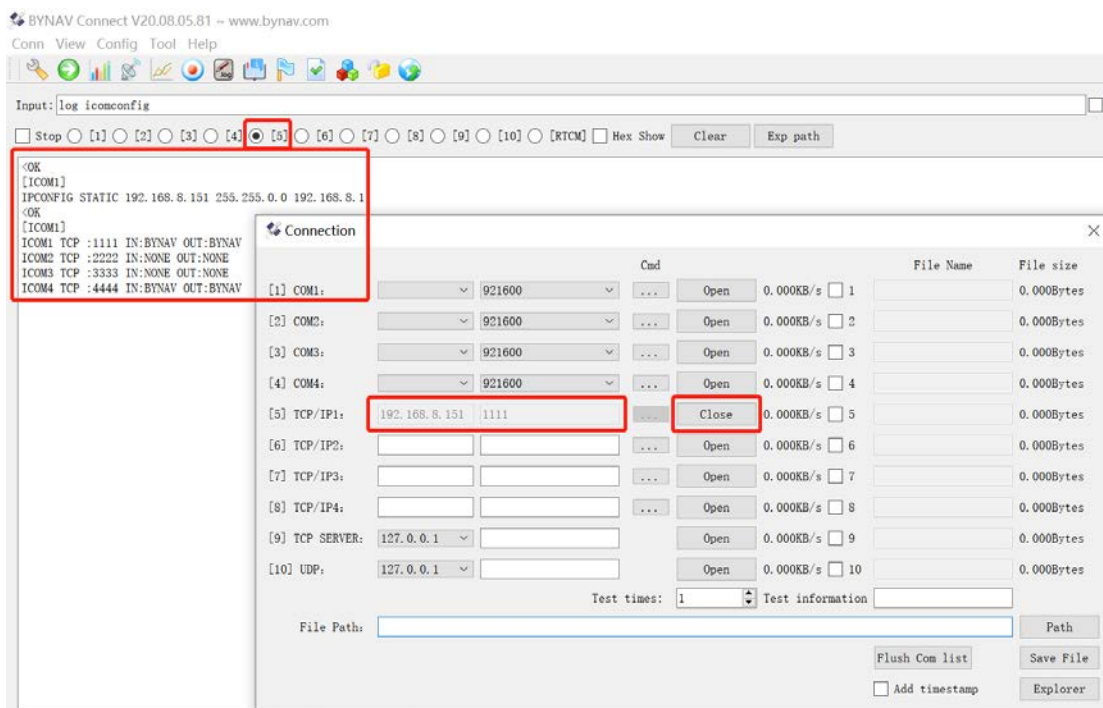 BYNAV Connect V20.08.05.81 -- www.bynav.com
Conn View Config Tool Help
Input: log icomconfig
Stop [1] [2] [3] [4] [5] [6] [7] [8] [9] [10] [RTCM] Hex Show Clear Exp path
<OK
[ICOM1]
IPCONFIG STATIC 192.168.8.151 255.255.0.0 192.168.8.1
<OK
[ICOM1]
ICOM1 TCP :1111 IN:BYNAV OUT:BYNAV
ICOM2 TCP :2222 IN:NONE OUT:NONE
ICOM3 TCP :3333 IN:NONE OUT:NONE
ICOM4 TCP :4444 IN:BYNAV OUT:BYNAV
Connection
Cmd File Name File size
[1] COM1: 921600 ... Open 0.000KB/s 1 0.000Bytes
[2] COM2: 921600 ... Open 0.000KB/s 2 0.000Bytes
[3] COM3: 921600 ... Open 0.000KB/s 3 0.000Bytes
[4] COM4: 921600 ... Open 0.000KB/s 4 0.000Bytes
[5] TCP/IP1: 192.168.8.151 1111 ... Close 0.000KB/s 5 0.000Bytes
[6] TCP/IP2: ... Open 0.000KB/s 6 0.000Bytes
[7] TCP/IP3: ... Open 0.000KB/s 7 0.000Bytes
[8] TCP/IP4: ... Open 0.000KB/s 8 0.000Bytes
[9] TCP SERVER: 127.0.0.1 Open 0.000KB/s 9 0.000Bytes
[10] UDP: 127.0.0.1 Open 0.000KB/s 10 0.000Bytes
Test times: 1 Test information
File Path: Path
Flush Com list Save File
Add timestamp Explorer